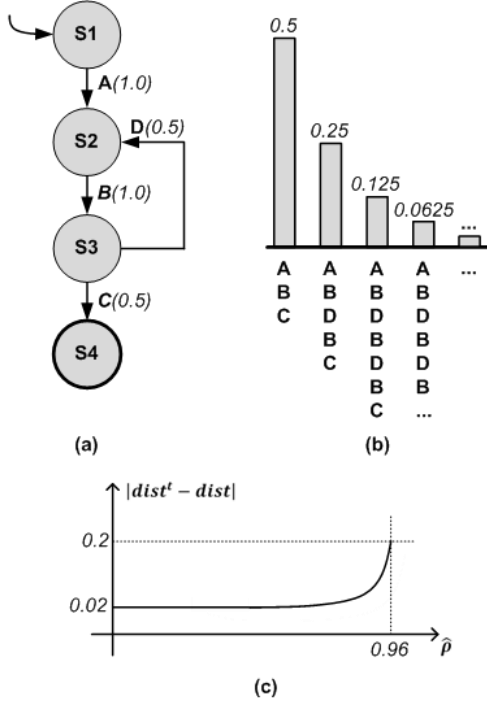 S1
A(1.0)
S2
D(0.5)
B(1.0)
S3
C(0.5)
S4
(a)
0.5
0.25
0.125
0.0625
...
A A A A ...
B B B B
C D D D
B B B
C D D
B B
C ...
(b)
|dist^t − dist|
0.2
0.02
0.96
ρ̂
(c)